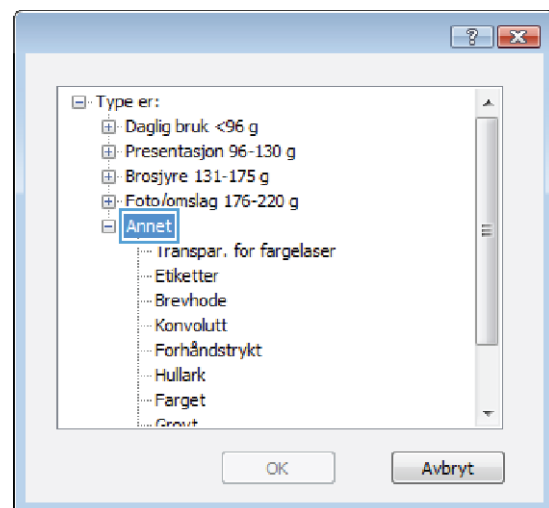 Type er:
Daglig bruk <96 g
Presentasjon 96-130 g
Brosjyre 131-175 g
Foto/omslag 176-220 g
Annet
Transpar. for fargelaser
Etiketter
Brevhode
Konvolutt
Forhåndstrykt
Hullark
Farget
Grovt
OK
Avbryt